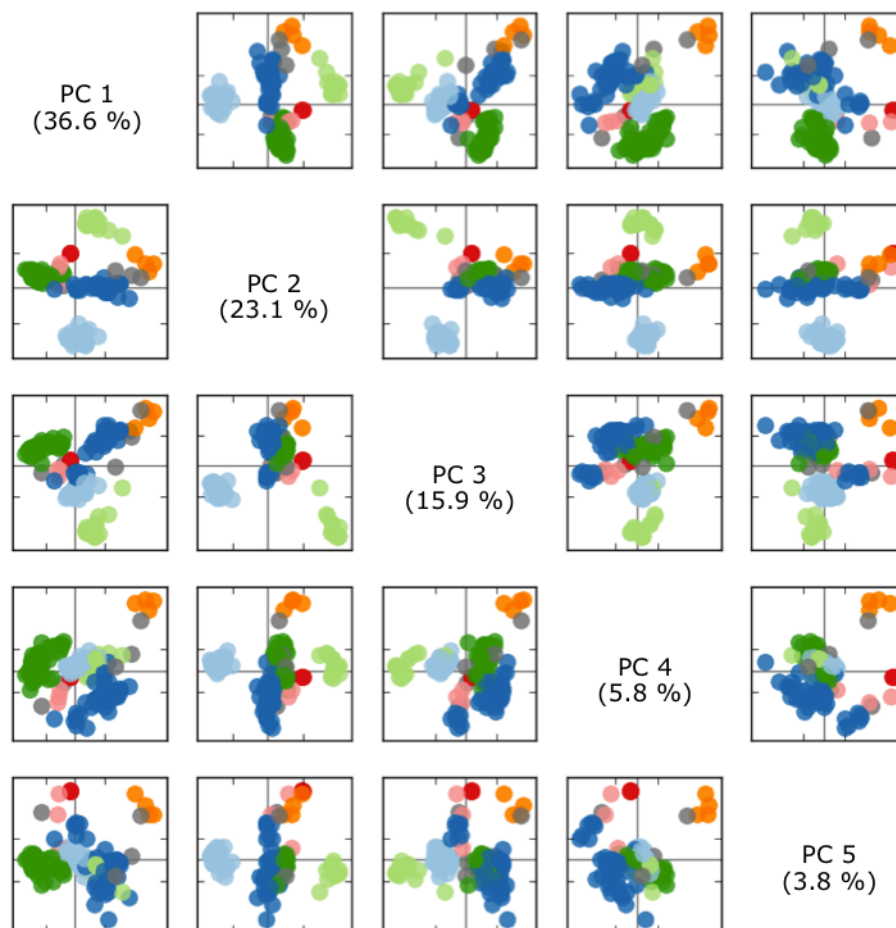 PC 1
(36.6 %)
PC 2
(23.1 %)
PC 3
(15.9 %)
PC 4
(5.8 %)
PC 5
(3.8 %)